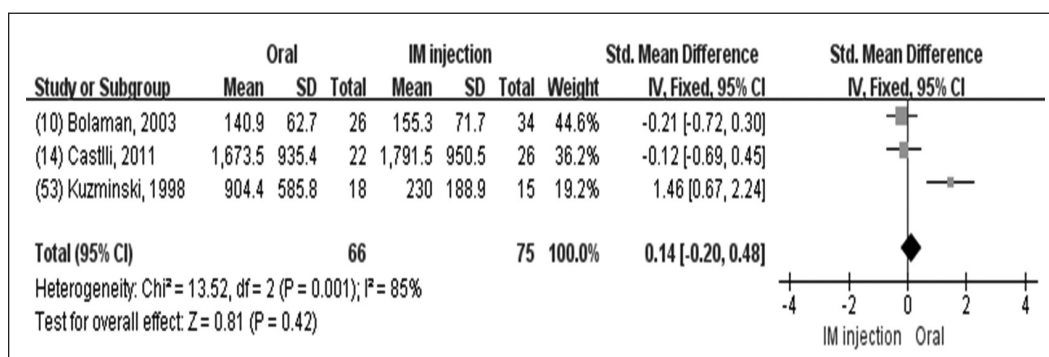 Oral IM injection Std. Mean Difference Std. Mean Difference
Study or Subgroup Mean SD Total Mean SD Total Weight IV, Fixed, 95% CI IV, Fixed, 95% CI
(10) Bolaman, 2003 140.9 62.7 26 155.3 71.7 34 44.6% -0.21 [-0.72, 0.30]
(14) Castlli, 2011 1,673.5 935.4 22 1,791.5 950.5 26 36.2% -0.12 [-0.69, 0.45]
(53) Kuzminski, 1998 904.4 585.8 18 230 188.9 15 19.2% 1.46 [0.67, 2.24]
Total (95% CI) 66 75 100.0% 0.14 [-0.20, 0.48]
Heterogeneity: Chi² = 13.52, df = 2 (P = 0.001); I² = 85%
Test for overall effect: Z = 0.81 (P = 0.42)
-4 -2 0 2 4
IM injection Oral